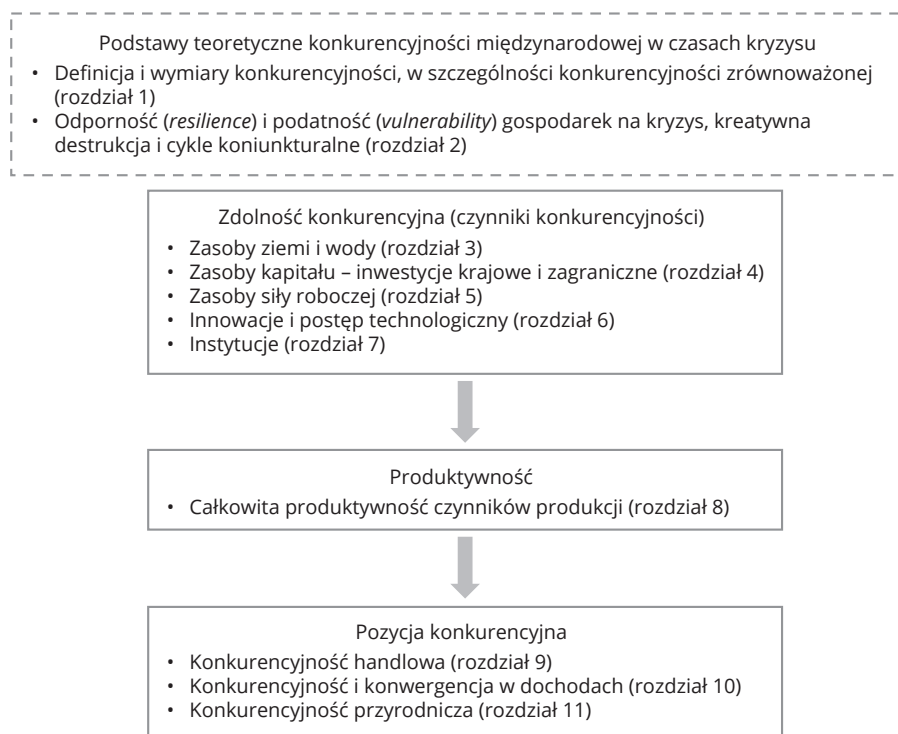 Podstawy teoretyczne konkurencyjności międzynarodowej w czasach kryzysu
• Definicja i wymiary konkurencyjności, w szczególności konkurencyjności zrównoważonej
(rozdział 1)
• Odporność (resilience) i podatność (vulnerability) gospodarek na kryzys, kreatywna
destrukcja i cykle koniunkturalne (rozdział 2)
Zdolność konkurencyjna (czynniki konkurencyjności)
• Zasoby ziemi i wody (rozdział 3)
• Zasoby kapitału – inwestycje krajowe i zagraniczne (rozdział 4)
• Zasoby siły roboczej (rozdział 5)
• Innowacje i postęp technologiczny (rozdział 6)
• Instytucje (rozdział 7)
Produktywność
• Całkowita produktywność czynników produkcji (rozdział 8)
Pozycja konkurencyjna
• Konkurencyjność handlowa (rozdział 9)
• Konkurencyjność i konwergencja w dochodach (rozdział 10)
• Konkurencyjność przyrodnicza (rozdział 11)